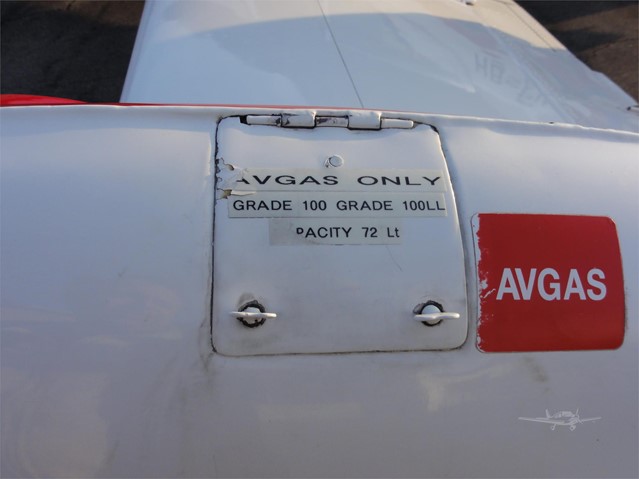 AVGAS ONLY
GRADE 100 GRADE 100LL
PACITY 72 Lt
AVGAS